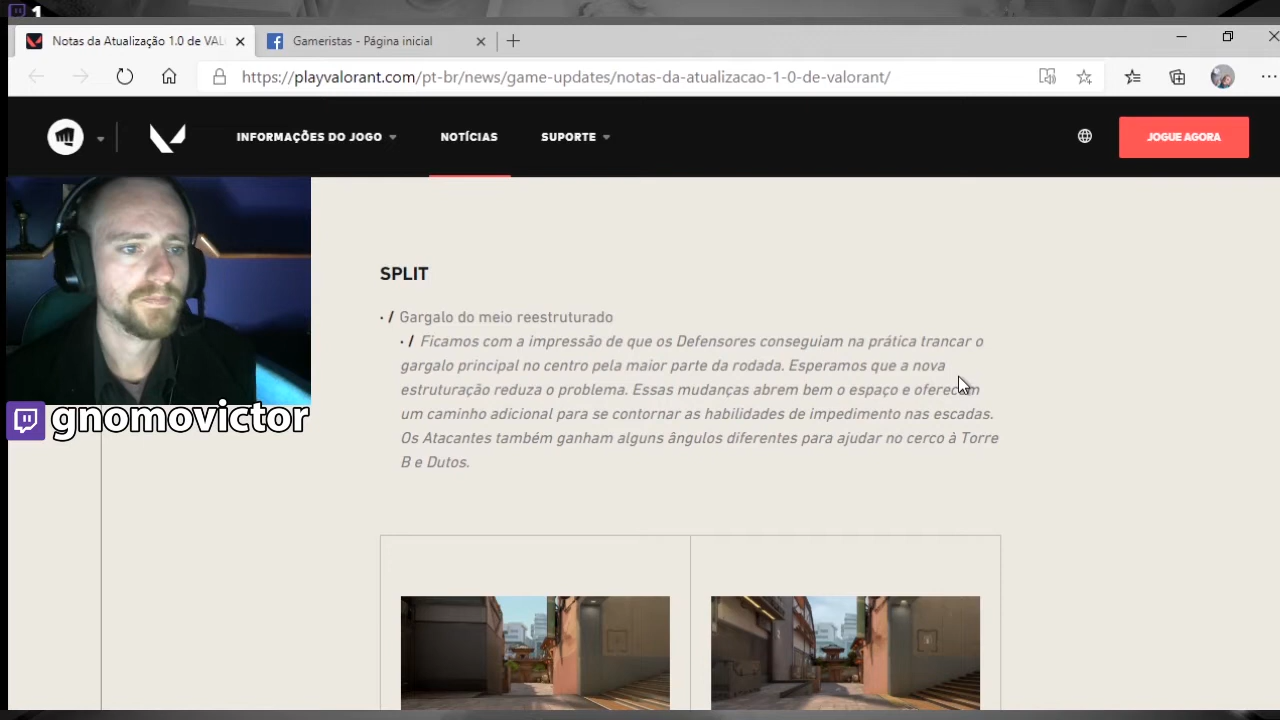 1
Notas da Atualização 1.0 de VAL
Gameristas - Página inicial
https://playvalorant.com/pt-br/news/game-updates/notas-da-atualizacao-1-0-de-valorant/
INFORMAÇÕES DO JOGO
NOTÍCIAS
SUPORTE
JOGUE AGORA
gnomovictor
SPLIT
• / Gargalo do meio reestruturado
• / Ficamos com a impressão de que os Defensores conseguiam na prática trancar o
gargalo principal no centro pela maior parte da rodada. Esperamos que a nova
estruturação reduza o problema. Essas mudanças abrem bem o espaço e oferecem
um caminho adicional para se contornar as habilidades de impedimento nas escadas.
Os Atacantes também ganham alguns ângulos diferentes para ajudar no cerco à Torre
B e Dutos.